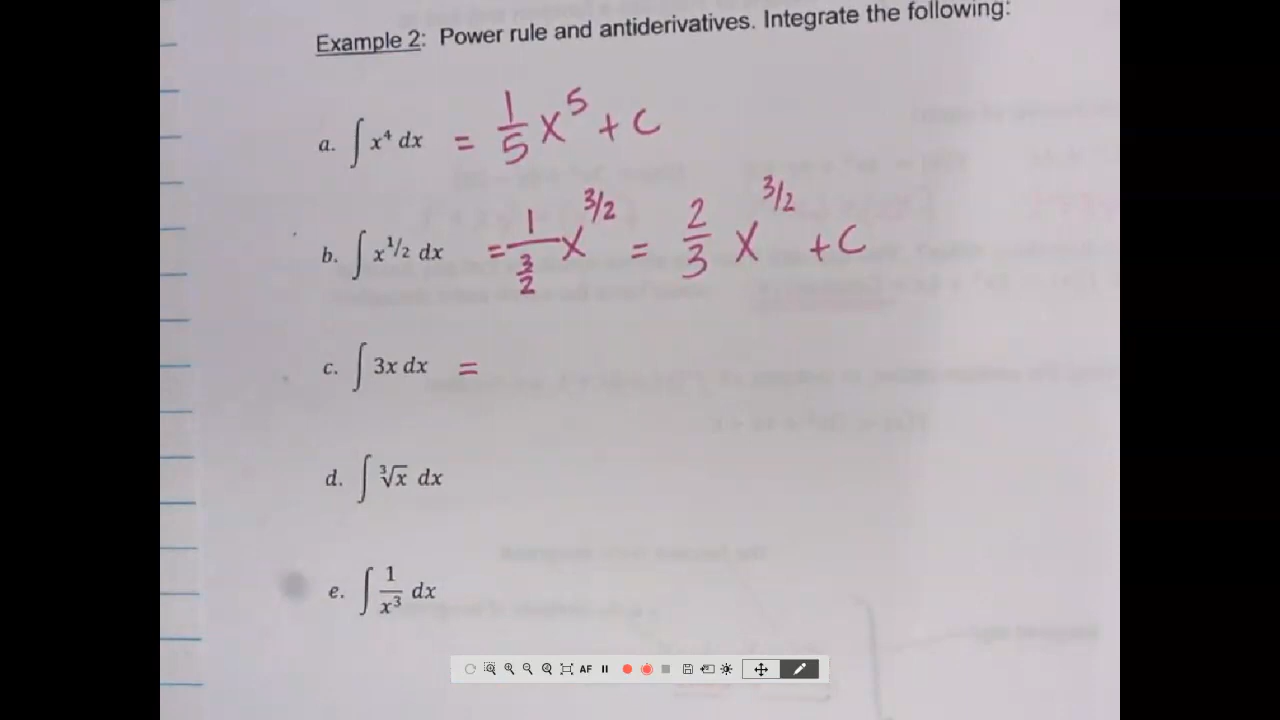 Example 2: Power rule and antiderivatives. Integrate the following:
a. ∫ x⁴ dx = 1/5 x⁵ + C
b. ∫ x^1/2 dx = 1/(3/2) x^3/2 = 2/3 x^3/2 + C
c. ∫ 3x dx =
d. ∫ ∛x dx
e. ∫ 1/x³ dx
AF